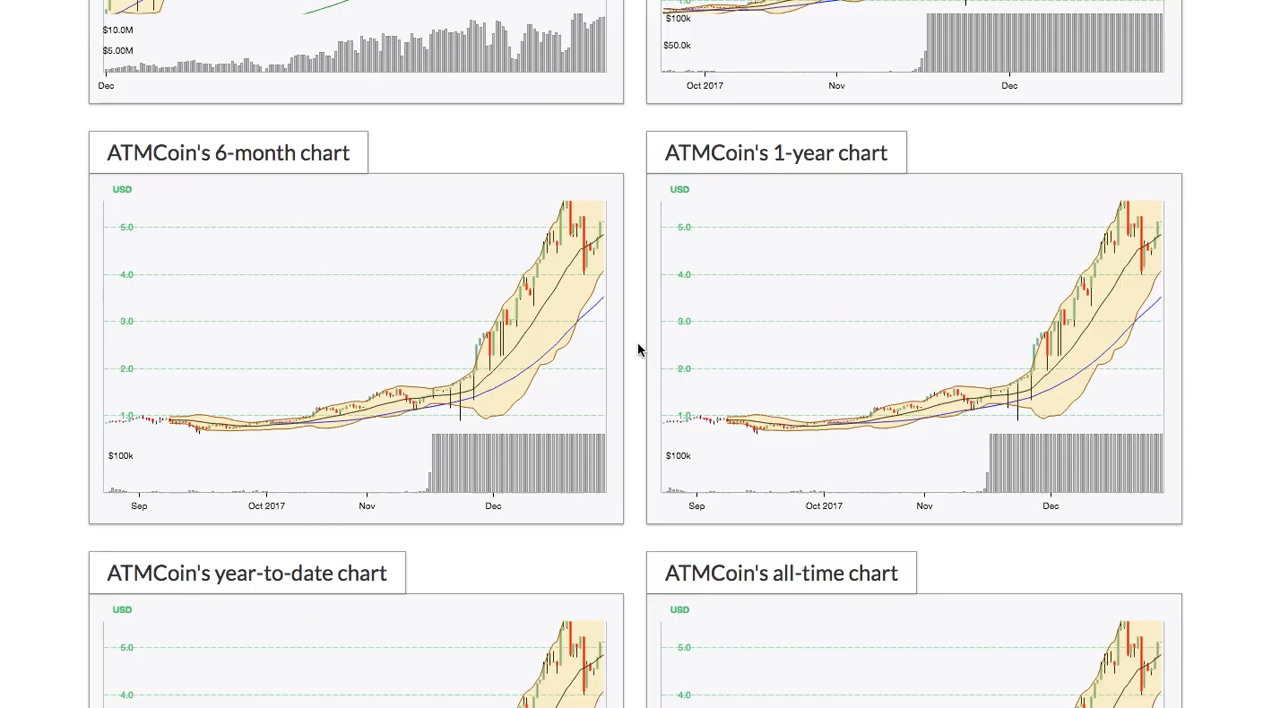 $10.0M
$5.00M
Dec
$100k
$50.0k
Oct 2017 Nov Dec
ATMCoin's 6-month chart
USD
5.0
4.0
3.0
2.0
1.0
$100k
Sep Oct 2017 Nov Dec
ATMCoin's 1-year chart
USD
5.0
4.0
3.0
2.0
1.0
$100k
Sep Oct 2017 Nov Dec
ATMCoin's year-to-date chart
USD
5.0
4.0
ATMCoin's all-time chart
USD
5.0
4.0